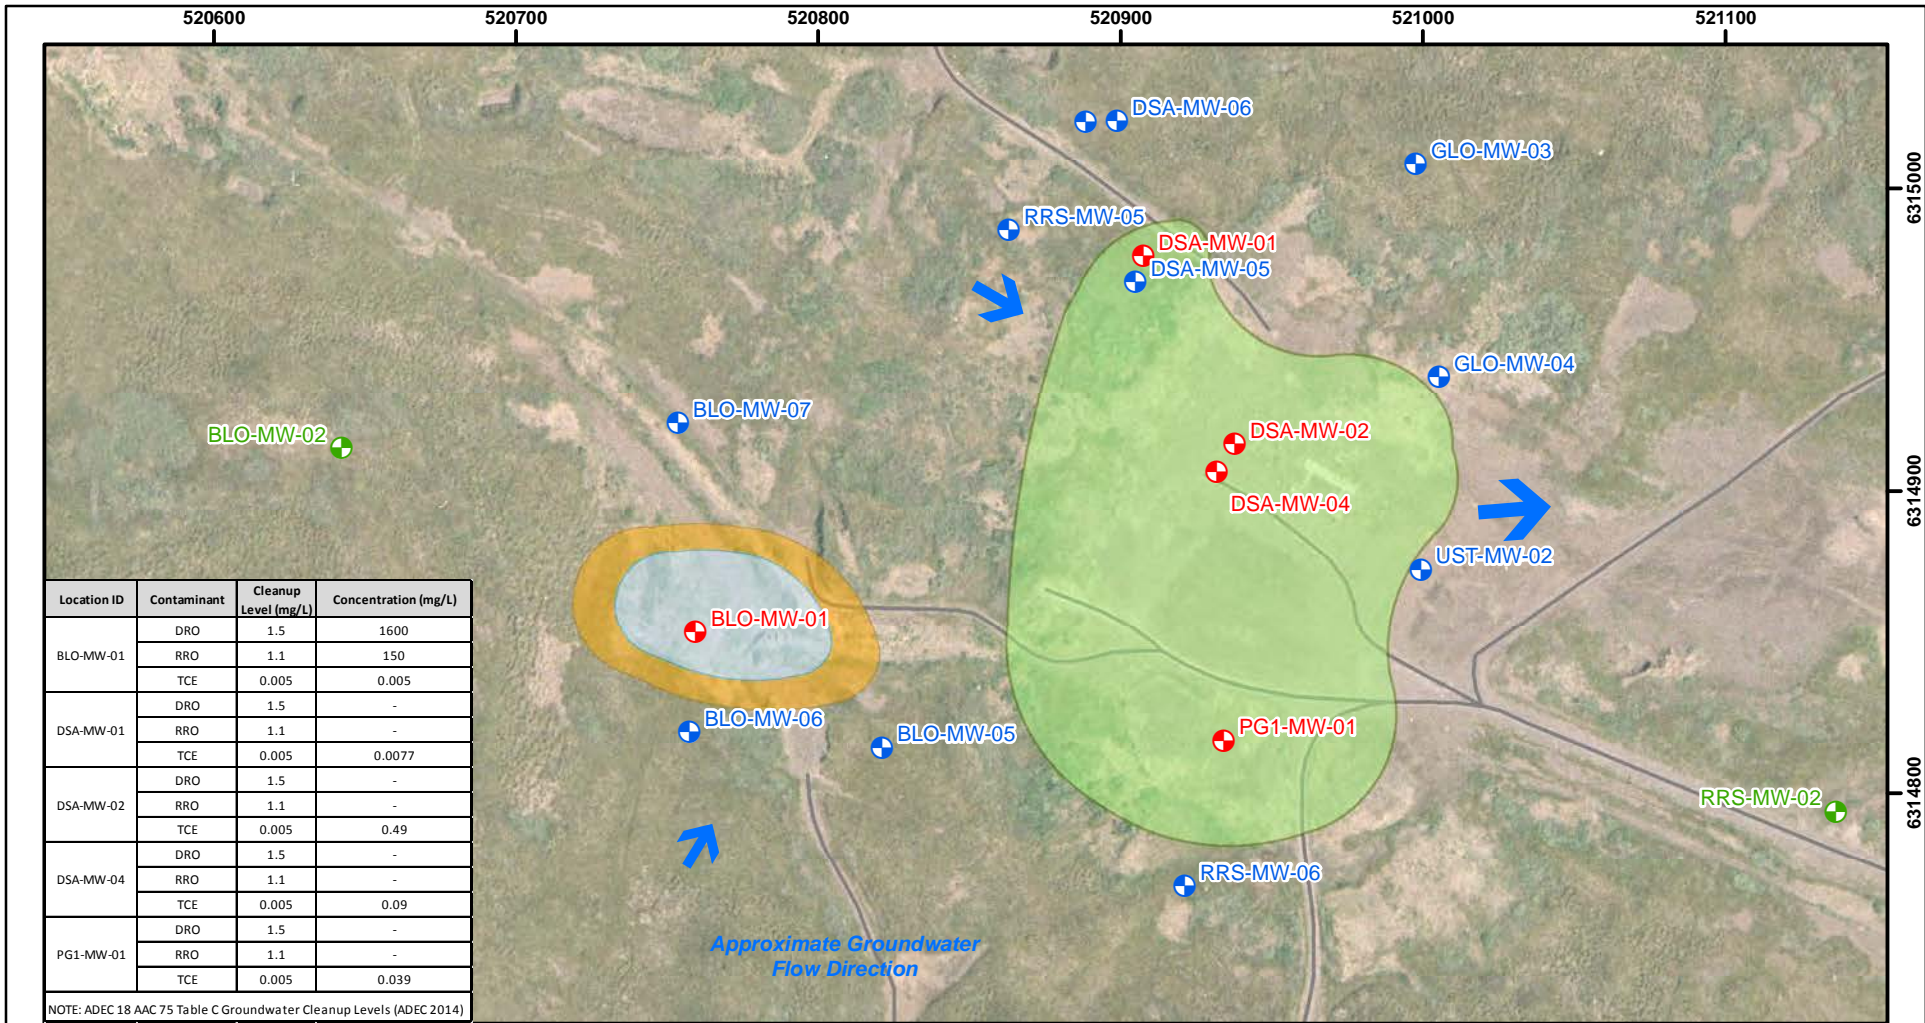 520600 520700 520800 520900 521000 521100
DSA-MW-06
GLO-MW-03
6315000
RRS-MW-05
DSA-MW-01
DSA-MW-05
GLO-MW-04
BLO-MW-07
BLO-MW-02
DSA-MW-02
DSA-MW-04
6314900
UST-MW-02
BLO-MW-01
BLO-MW-06
BLO-MW-05
PG1-MW-01
RRS-MW-02
6314800
RRS-MW-06
Approximate Groundwater
Flow Direction
Location ID Contaminant Cleanup Level (mg/L) Concentration (mg/L)
BLO-MW-01 DRO 1.5 1600
RRO 1.1 150
TCE 0.005 0.005
DSA-MW-01 DRO 1.5 -
RRO 1.1 -
TCE 0.005 0.0077
DSA-MW-02 DRO 1.5 -
RRO 1.1 -
TCE 0.005 0.49
DSA-MW-04 DRO 1.5 -
RRO 1.1 -
TCE 0.005 0.09
PG1-MW-01 DRO 1.5 -
RRO 1.1 -
TCE 0.005 0.039
NOTE: ADEC 18 AAC 75 Table C Groundwater Cleanup Levels (ADEC 2014)